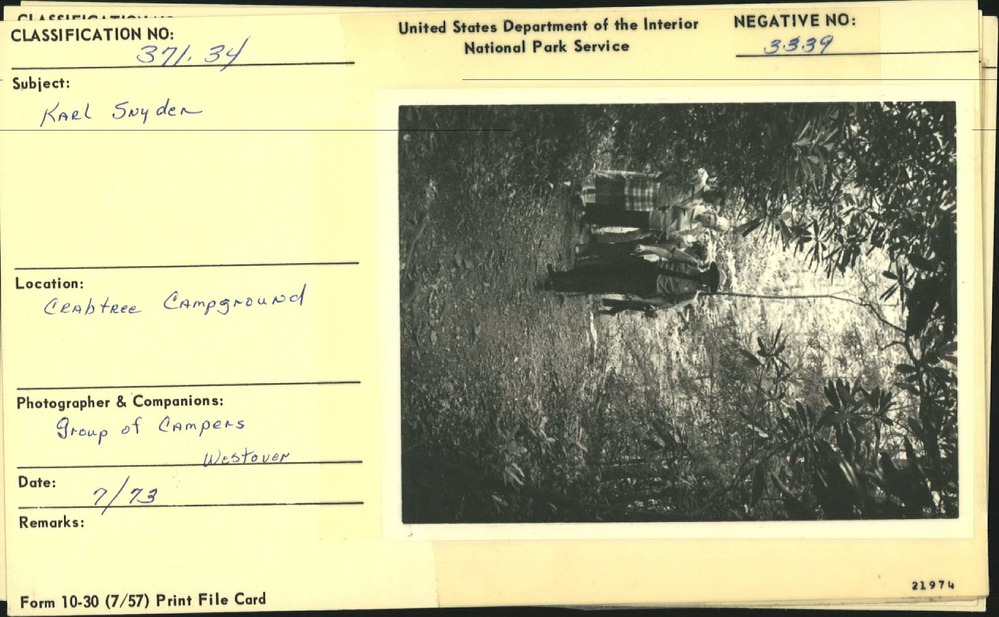 CLASSIFICATION NO:
371.34
United States Department of the Interior
National Park Service
NEGATIVE NO:
3339
Subject:
Karl Snyder
Location:
Crabtree Campground
Photographer & Companions:
Group of Campers
Westover
Date:
7/73
Remarks:
Form 10-30 (7/57) Print File Card
21974